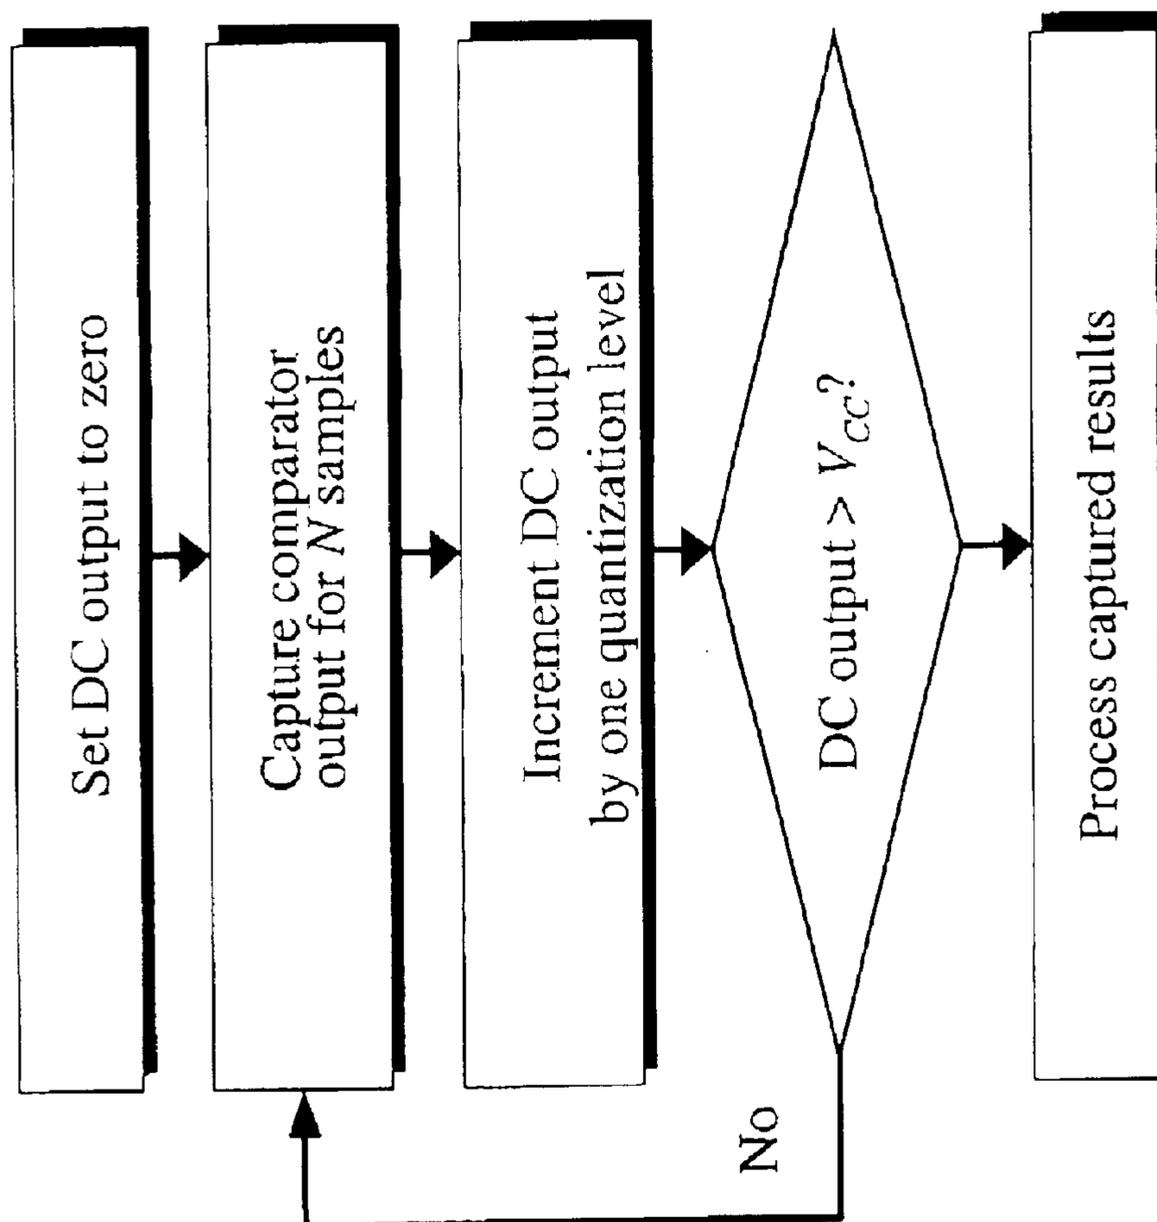 Set DC output to zero
Capture comparator
output for N samples
Increment DC output
by one quantization level
DC output > VCC?
No
Process captured results